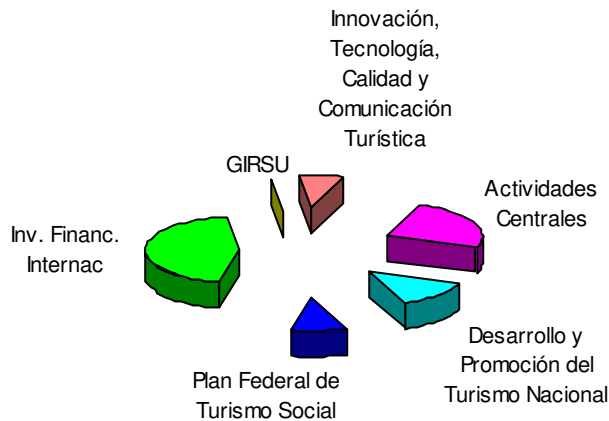 Innovación,
Tecnología,
Calidad y
Comunicación
Turística
GIRSU
Actividades
Centrales
Inv. Financ.
Internac
Desarrollo y
Promoción del
Turismo Nacional
Plan Federal de
Turismo Social